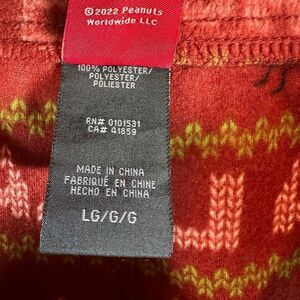 ©2022 Peanuts
Worldwide LLC
100% POLYESTER/
POLYESTER/
POLIESTER
RN# 0101531
CA# 41859
MADE IN CHINA
FABRIQUÉ EN CHINE
HECHO EN CHINA
LG/G/G